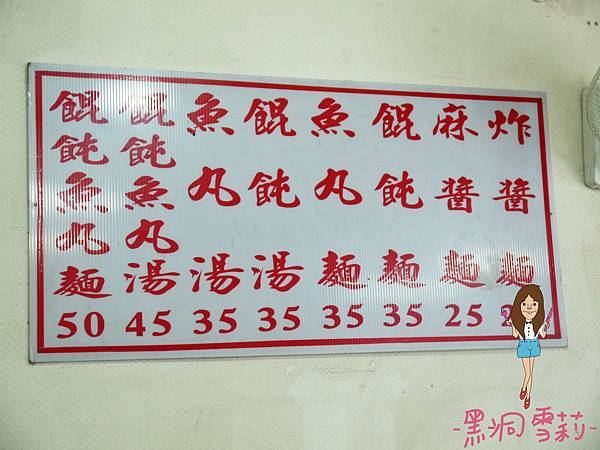 炸醬麵 2
麻醬麵 25
餛飩麵 35
魚丸麵 35
餛飩湯 35
魚丸湯 35
餛飩魚丸湯 45
餛飩魚丸麵 50
-黑洞雪莉-